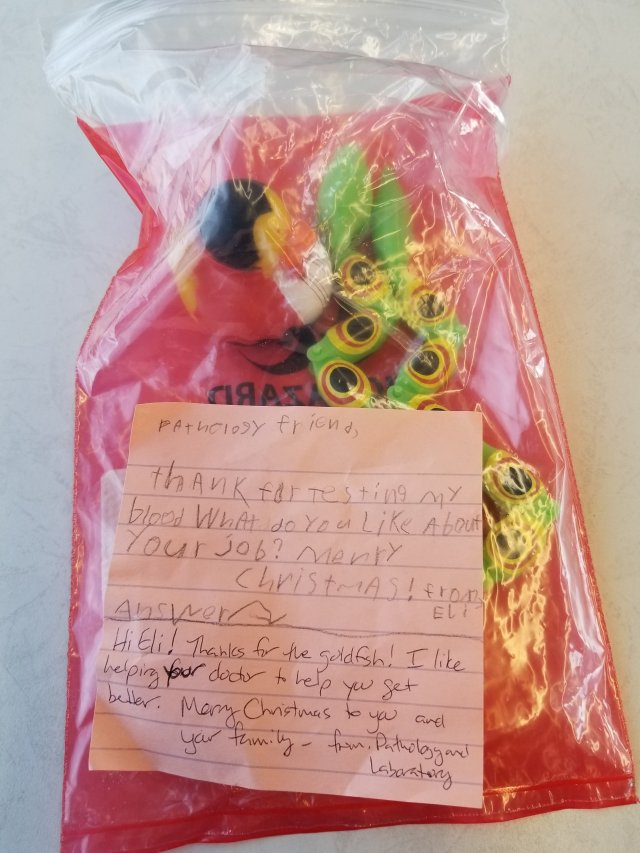 AZARD
PAthology friend,
thANK for Testing my
blood What do you Like About
Your job? Merry
Christmas! from
Eli
Answer
Hi Eli! Thanks for the goldfish! I like
helping your doctor to help you get
better. Merry Christmas to you and
your family - from, Pathology and
Laboratory